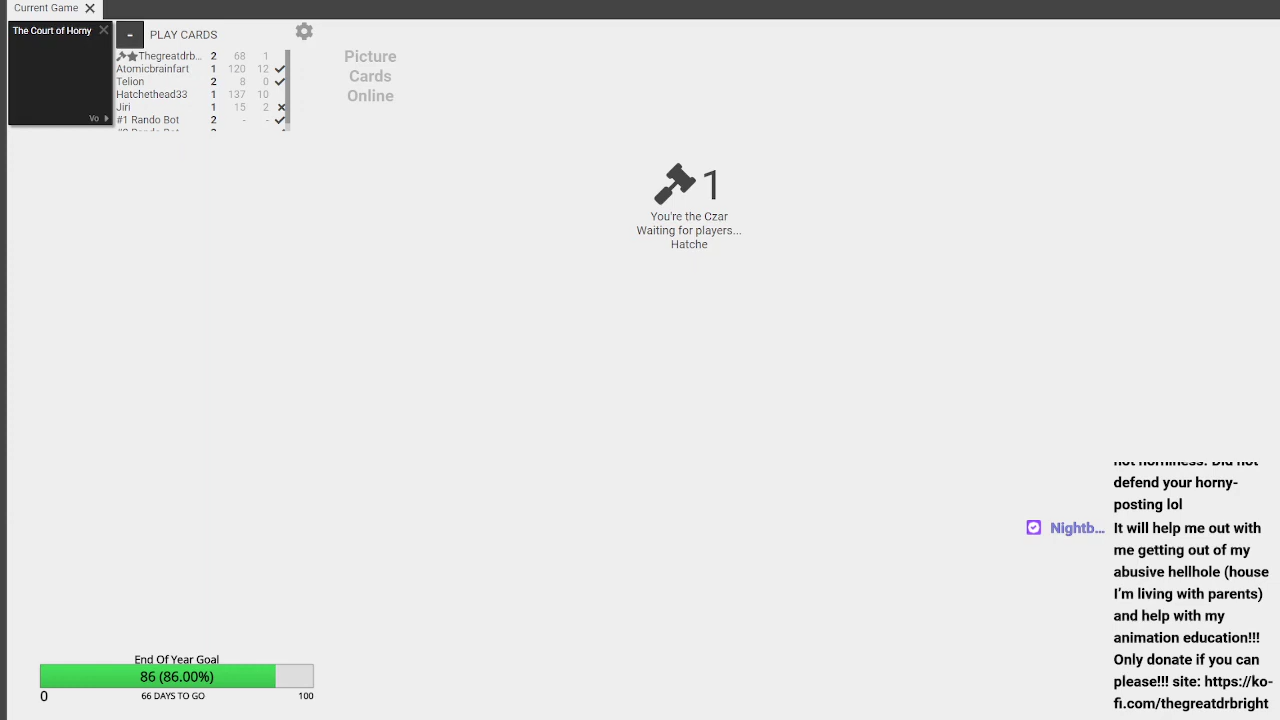 Current Game
The Court of Horny
Vo
-
PLAY CARDS
Thegreatdrb... 2 68 1
Atomicbrainfart 1 120 12
Telion 2 8 0
Hatchethead33 1 137 10
Jiri 1 15 2
#1 Rando Bot 2 - -
Picture
Cards
Online
1
You're the Czar
Waiting for players...
Hatche
not horniness. Did not
defend your horny-
posting lol
Nightb... It will help me out with
me getting out of my
abusive hellhole (house
I'm living with parents)
and help with my
animation education!!!
Only donate if you can
please!!! site: https://ko-
fi.com/thegreatdrbright
End Of Year Goal
86 (86.00%)
0 66 DAYS TO GO 100